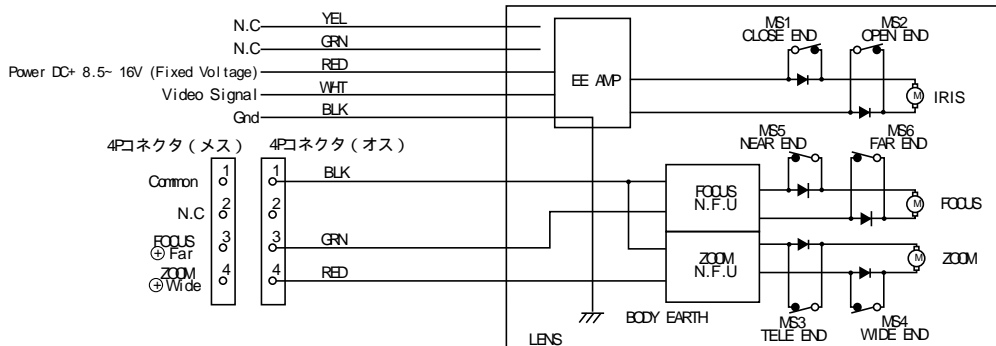 N.C YEL
N.C GRN
Power DC+ 8.5~ 16V (Fixed Voltage) RED
Video Signal WHT
Gnd BLK
EE AMP
MS1
CLOSE END
MS2
OPEN END
M IRIS
4Pコネクタ（メス）
4Pコネクタ（オス）
Common 1
N.C 2
FOCUS
⊕Far 3
ZOOM
⊕Wide 4
1 BLK
2
3 GRN
4 RED
FOCUS
N.F.U
ZOOM
N.F.U
MS5
NEAR END
MS6
FAR END
M FOCUS
M ZOOM
MS3
TELE END
MS4
WIDE END
BODY EARTH
LENS